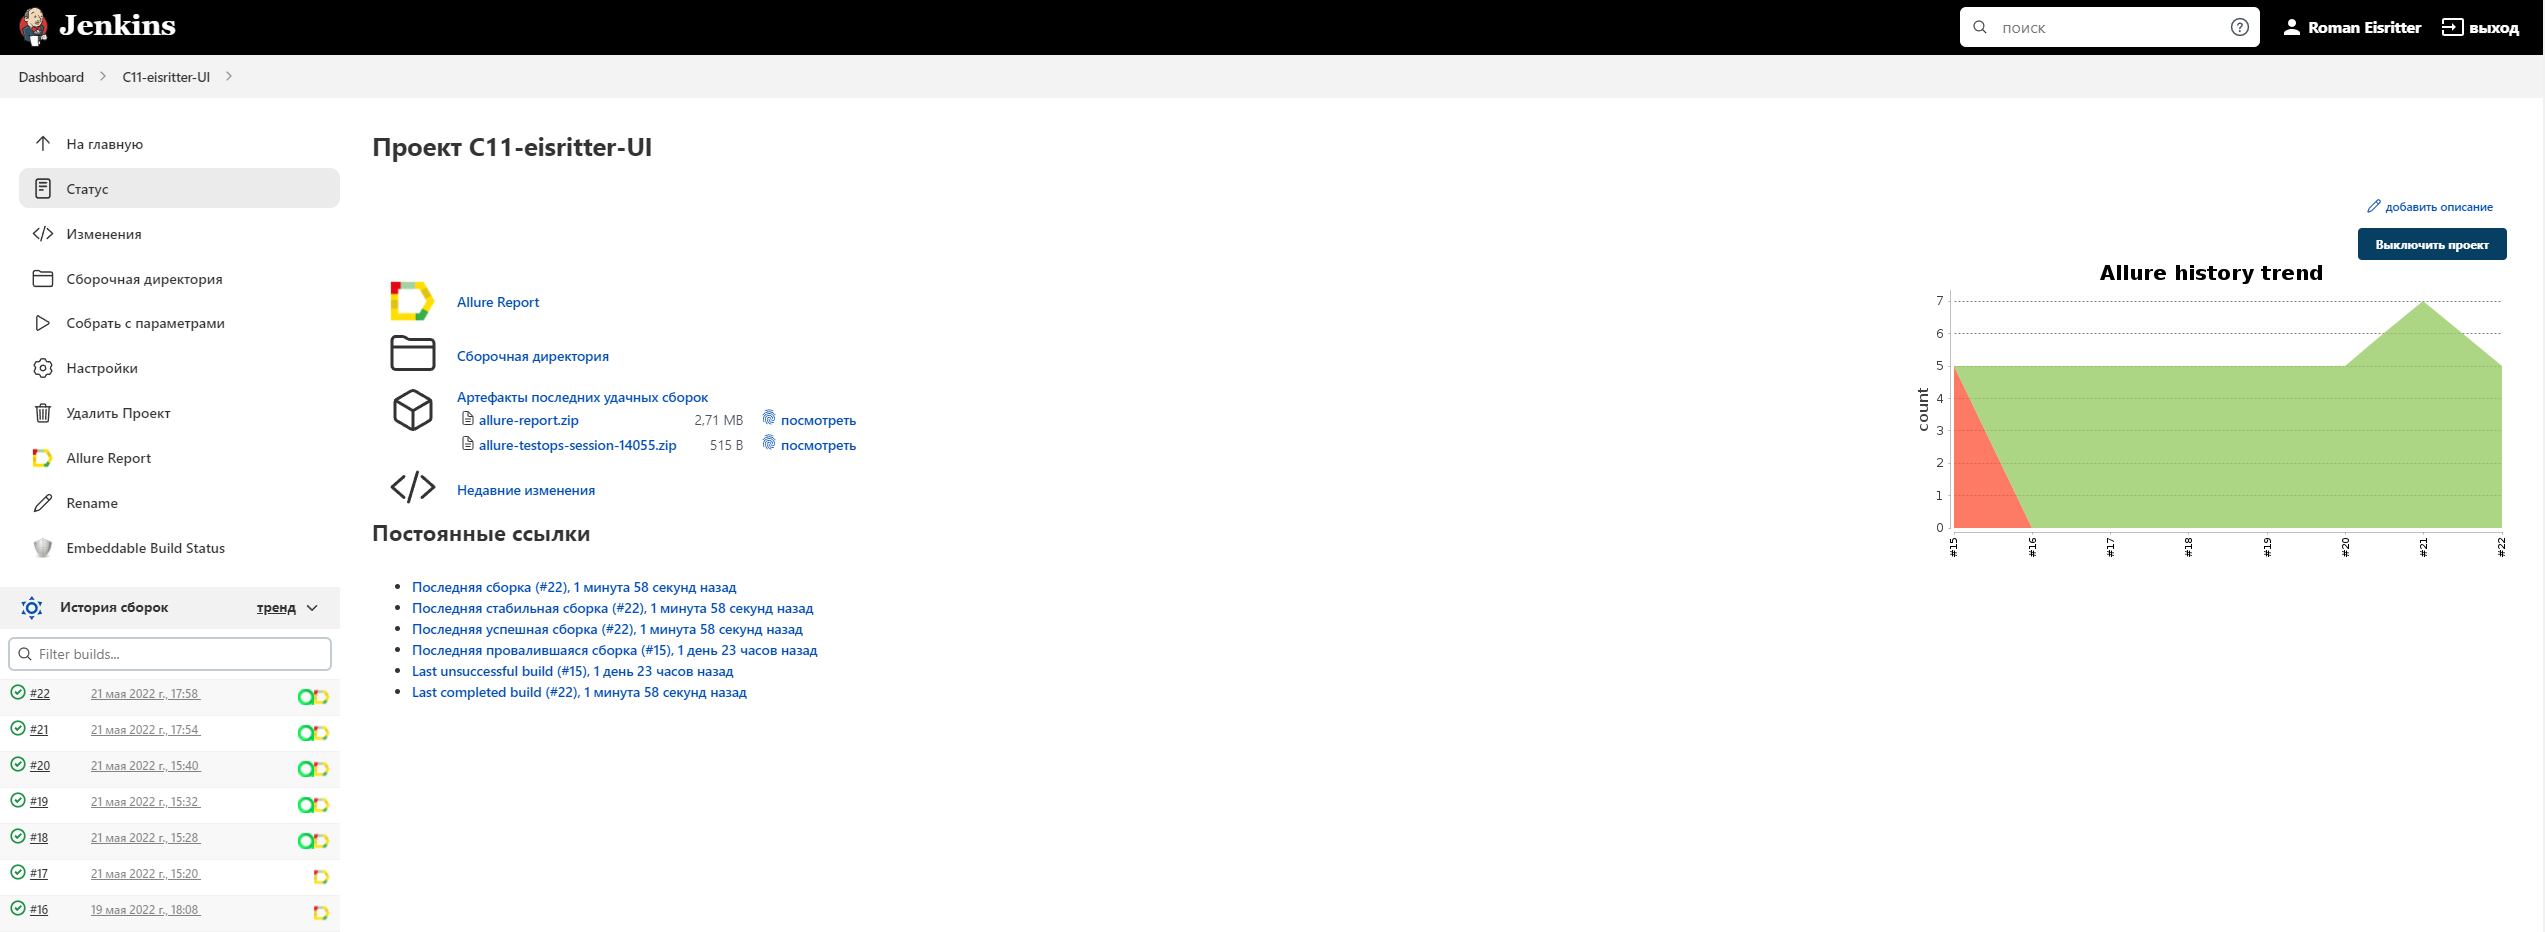 Jenkins
поиск
Roman Eisritter
выход
Dashboard
C11-eisritter-UI
На главную
Статус
Изменения
Сборочная директория
Собрать с параметрами
Настройки
Удалить Проект
Allure Report
Rename
Embeddable Build Status
История сборок
тренд
Filter builds...
#22 21 мая 2022 г., 17:58
#21 21 мая 2022 г., 17:54
#20 21 мая 2022 г., 15:40
#19 21 мая 2022 г., 15:32
#18 21 мая 2022 г., 15:28
#17 21 мая 2022 г., 15:20
#16 19 мая 2022 г., 18:08
Проект C11-eisritter-UI
добавить описание
Выключить проект
Allure Report
Сборочная директория
Артефакты последних удачных сборок
allure-report.zip 2,71 MB посмотреть
allure-testops-session-14055.zip 515 B посмотреть
Недавние изменения
Постоянные ссылки
Последняя сборка (#22), 1 минута 58 секунд назад
Последняя стабильная сборка (#22), 1 минута 58 секунд назад
Последняя успешная сборка (#22), 1 минута 58 секунд назад
Последняя провалившаяся сборка (#15), 1 день 23 часов назад
Last unsuccessful build (#15), 1 день 23 часов назад
Last completed build (#22), 1 минута 58 секунд назад
Allure history trend
count
7
6
5
4
3
2
1
0
#15
#16
#17
#18
#19
#20
#21
#22